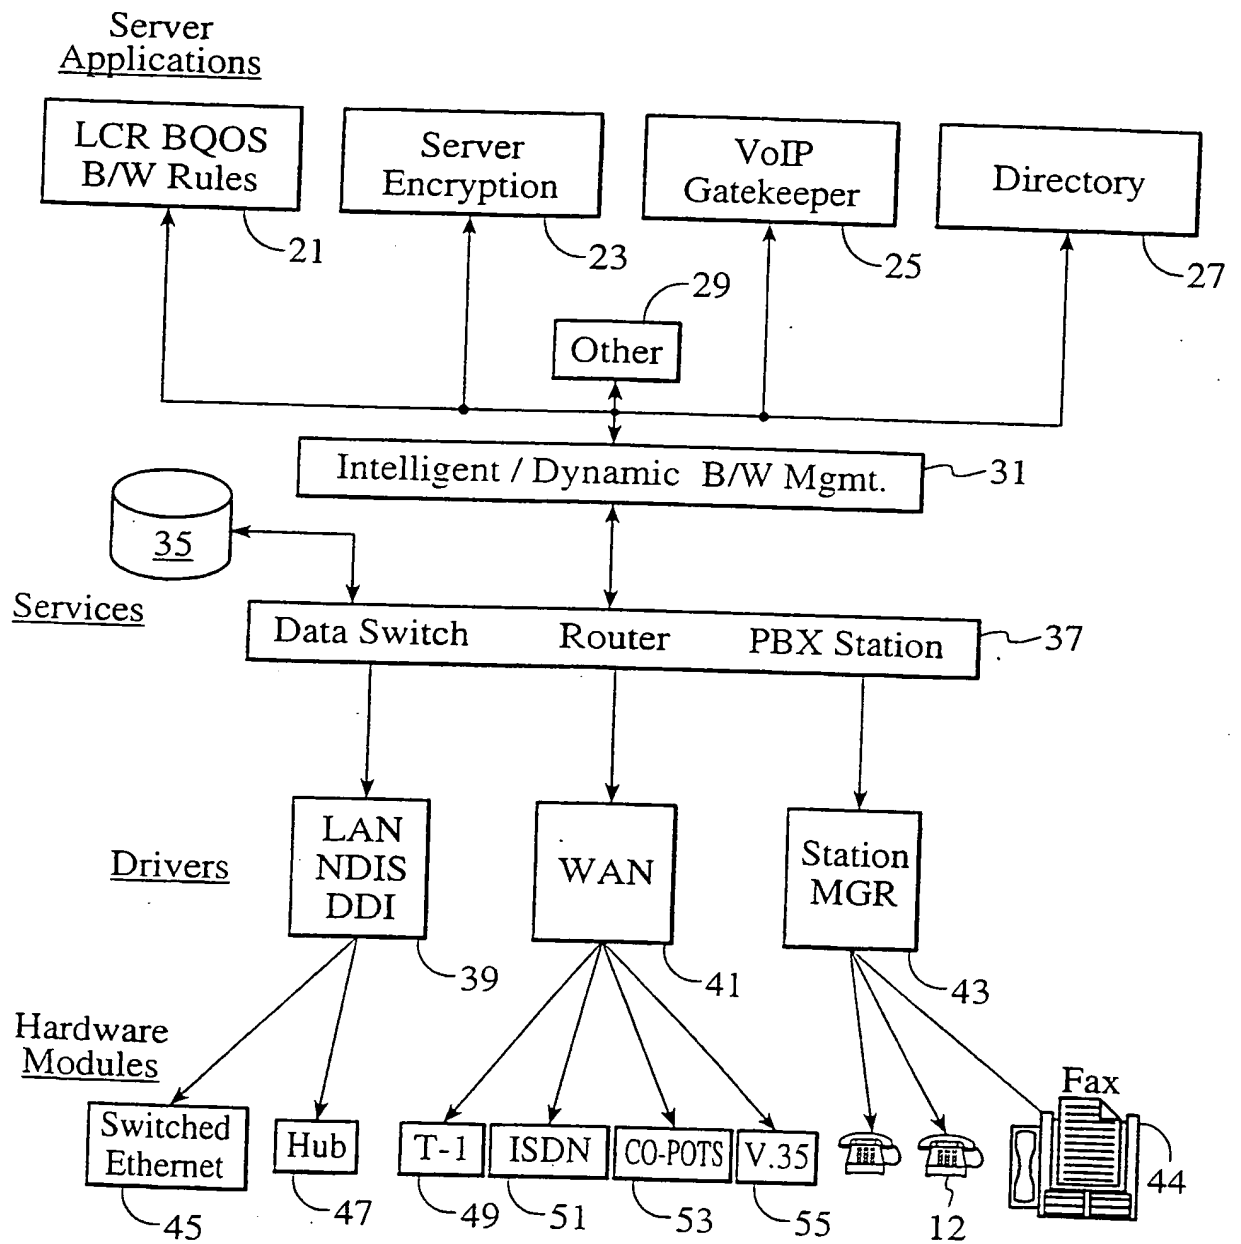 Server
Applications
LCR BQOS
B/W Rules
21
Server
Encryption
23
VoIP
Gatekeeper
25
Directory
27
29
Other
Intelligent / Dynamic B/W Mgmt.
31
35
Services
Data Switch Router PBX Station
37
Drivers
LAN
NDIS
DDI
39
WAN
41
Station
MGR
43
Hardware
Modules
Switched
Ethernet
45
Hub
47
T-1
49
ISDN
51
CO-POTS
53
V.35
55
12
Fax
44